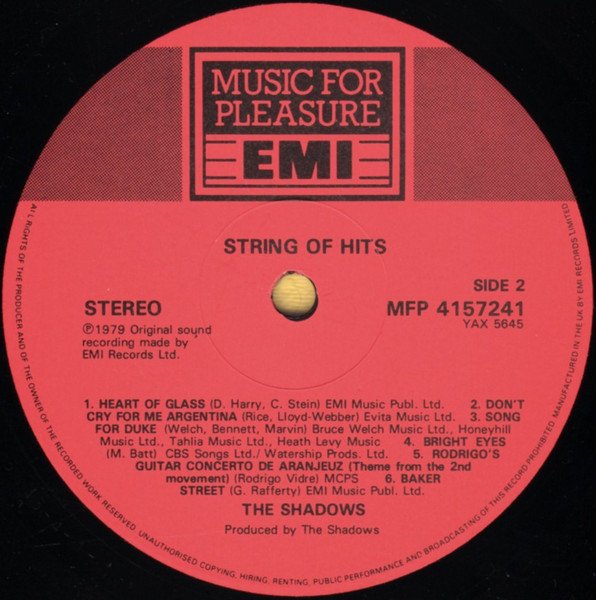 MUSIC FOR
PLEASURE
EMI
STRING OF HITS
SIDE 2
STEREO
MFP 4157241
YAX 5645
℗1979 Original sound
recording made by
EMI Records Ltd.
1. HEART OF GLASS (D. Harry, C. Stein) EMI Music Publ. Ltd. 2. DON'T
CRY FOR ME ARGENTINA (Rice, Lloyd-Webber) Evita Music Ltd. 3. SONG
FOR DUKE (Welch, Bennett, Marvin) Bruce Welch Music Ltd., Honeyhill
Music Ltd., Tahlia Music Ltd., Heath Levy Music 4. BRIGHT EYES
(M. Batt) CBS Songs Ltd./ Watership Prods. Ltd. 5. RODRIGO'S
GUITAR CONCERTO DE ARANJEUZ (Theme from the 2nd
movement) (Rodrigo Vidre) MCPS 6. BAKER
STREET (G. Rafferty) EMI Music Publ. Ltd.
THE SHADOWS
Produced by The Shadows
ALL RIGHTS OF THE PRODUCER AND OF THE OWNER OF THE RECORDED WORK RESERVED. UNAUTHORISED COPYING, HIRING, RENTING, PUBLIC PERFORMANCE AND BROADCASTING OF THIS RECORD PROHIBITED. MANUFACTURED IN THE UK BY EMI RECORDS LIMITED